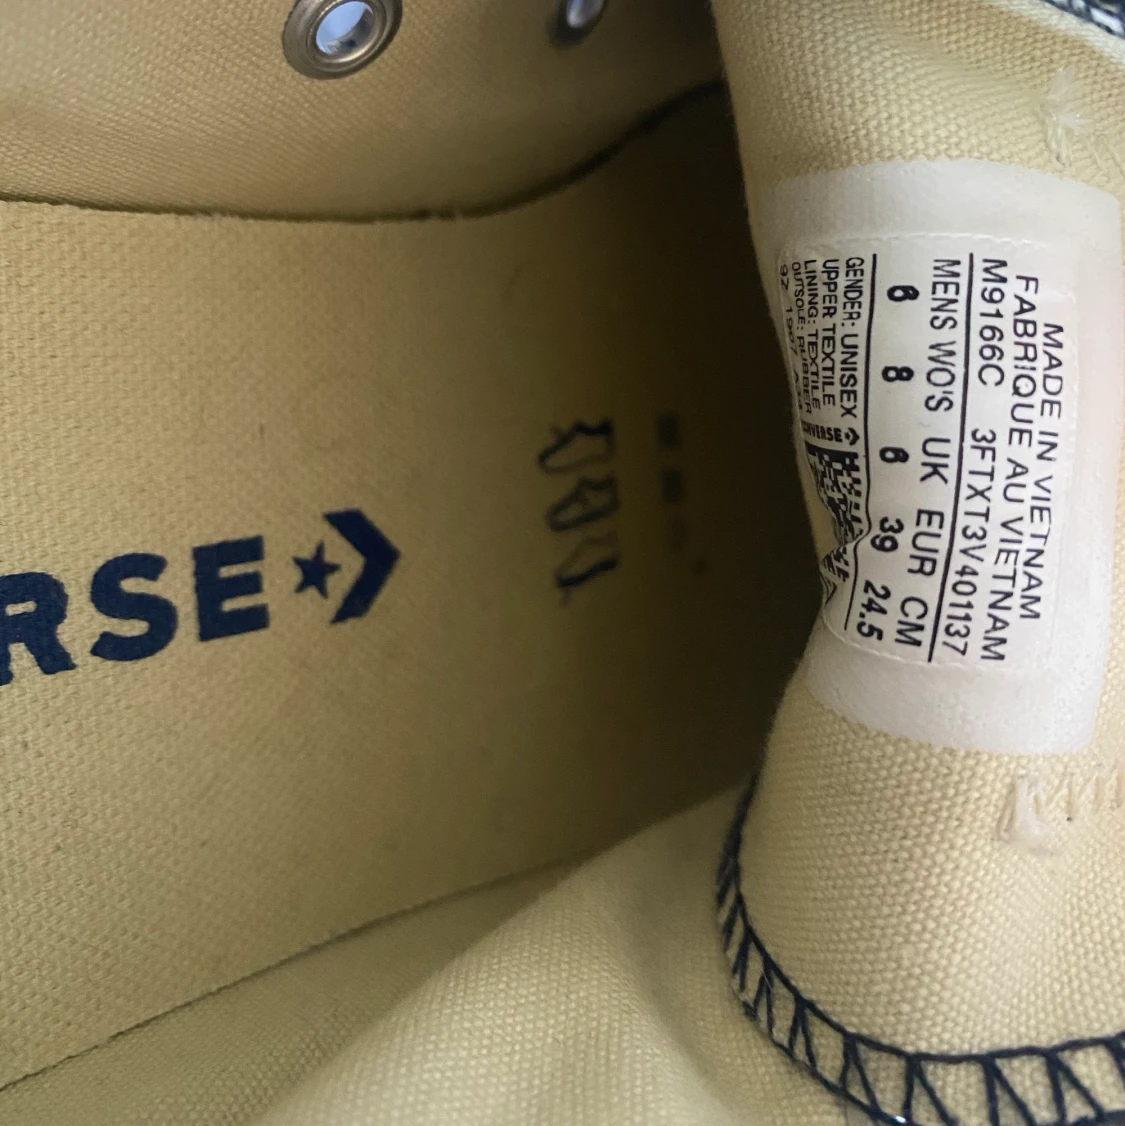 MADE IN VIETNAM
FABRIQUE AU VIETNAM
M9166C 3FTXT3V401137
MENS WO'S UK EUR CM
6 8 6 39 24.5
GENDER: UNISEX
UPPER TEXTILE
LINING: TEXTILE
OUTSOLE: RUBBER
CONVERSE
RSE